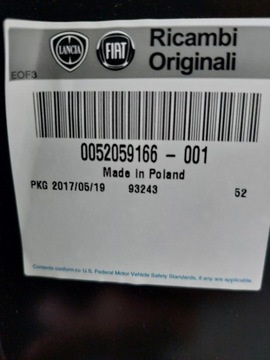 LANCIA FIAT Ricambi
Originali
EOF3
0052059166 - 001
Made in Poland
PKG 2017/05/19 93243 52
Contents conform to: U.S. Federal Motor Vehicle Safety Standards, if any are applicable.